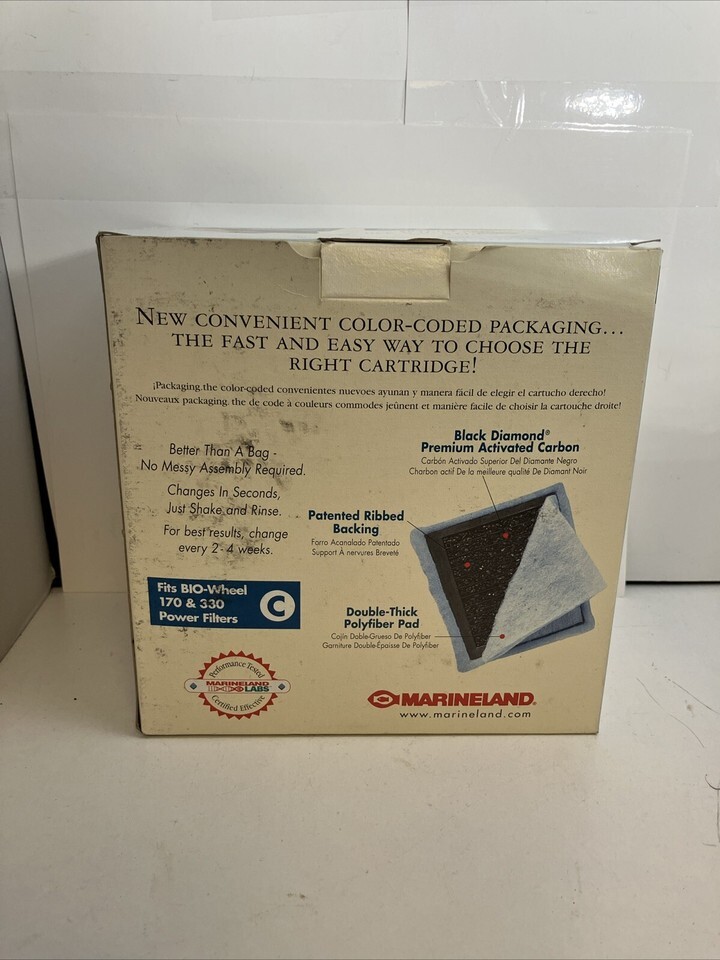 NEW CONVENIENT COLOR-CODED PACKAGING...
THE FAST AND EASY WAY TO CHOOSE THE
RIGHT CARTRIDGE!
¡Packaging.the color-coded convenientes nuevoes ayunan y manera fácil de elegir el cartucho derecho!
Nouveaux packaging. the de code à couleurs commodes jeûnent et manière facile de choisir la cartouche droite!
Better Than A Bag -
No Messy Assembly Required.
Changes In Seconds,
Just Shake and Rinse.
For best results, change
every 2-4 weeks.
Fits BIO-Wheel
170 & 330
Power Filters
C
Black Diamond®
Premium Activated Carbon
Carbón Activado Superior Del Diamante Negro
Charbon actif De la meilleure qualité De Diamant Noir
Patented Ribbed
Backing
Forro Acanalado Patentado
Support À nervures Breveté
Double-Thick
Polyfiber Pad
Cojín Doble-Grueso De Polyfiber
Garniture Double-Épaisse De Polyfiber
Performance Tested
MARINELAND
LABS
Certified Effective
MARINELAND®
www.marineland.com